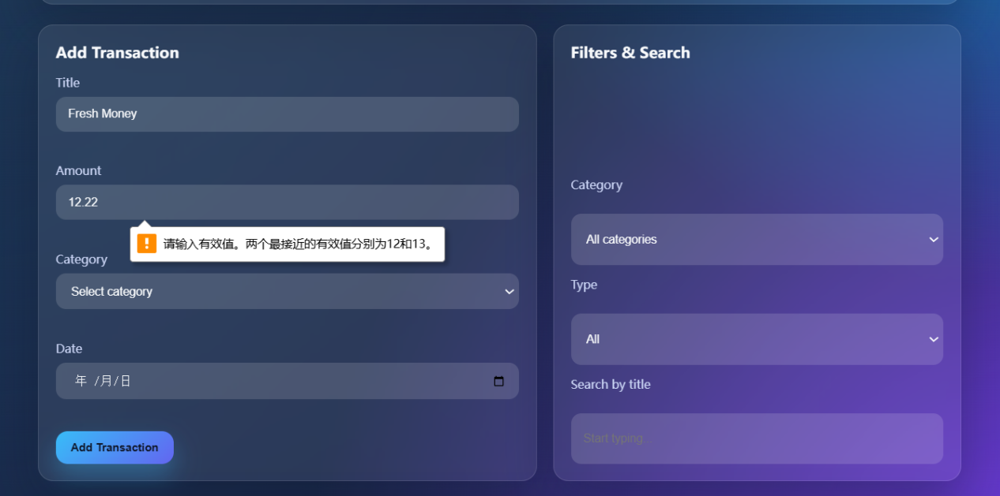 Add Transaction
Title
Fresh Money
Amount
12.22
请输入有效值。两个最接近的有效值分别为12和13。
Category
Select category
Date
年 /月/日
Add Transaction
Filters & Search
Category
All categories
Type
All
Search by title
Start typing...